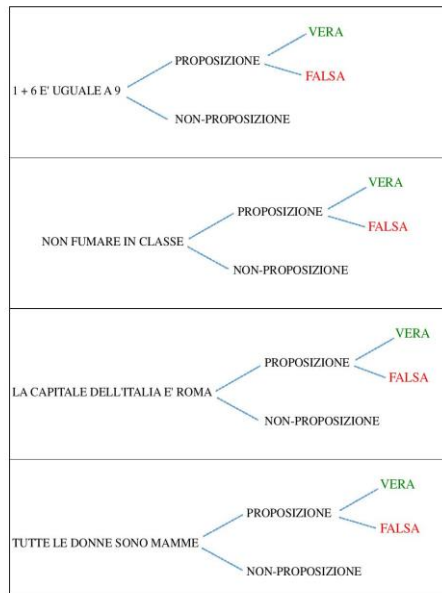 VERA
PROPOSIZIONE
FALSA
1 + 6 E' UGUALE A 9
NON-PROPOSIZIONE
VERA
PROPOSIZIONE
FALSA
NON FUMARE IN CLASSE
NON-PROPOSIZIONE
VERA
PROPOSIZIONE
FALSA
LA CAPITALE DELL'ITALIA E' ROMA
NON-PROPOSIZIONE
VERA
PROPOSIZIONE
FALSA
TUTTE LE DONNE SONO MAMME
NON-PROPOSIZIONE